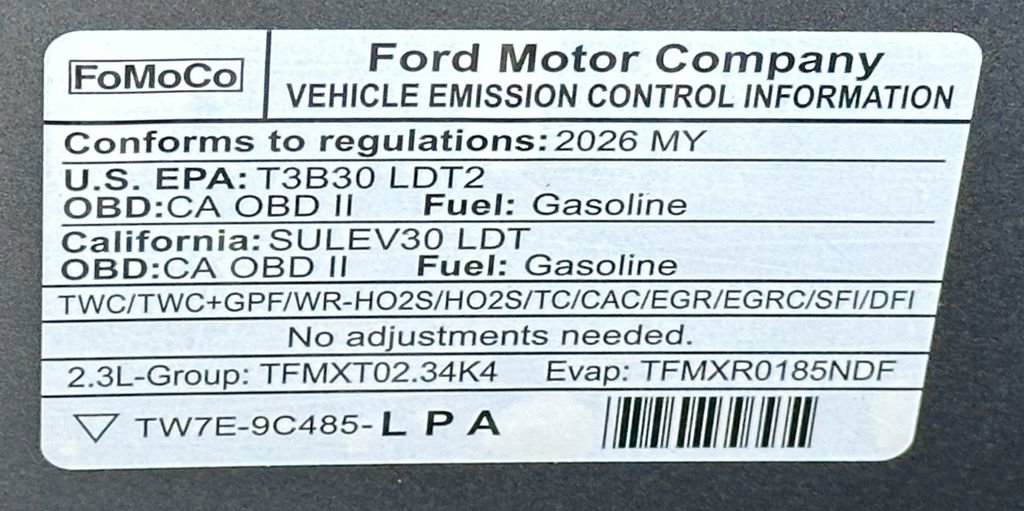 FoMoCo
Ford Motor Company
VEHICLE EMISSION CONTROL INFORMATION
Conforms to regulations: 2026 MY
U.S. EPA: T3B30 LDT2
OBD:CA OBD II Fuel: Gasoline
California: SULEV30 LDT
OBD:CA OBD II Fuel: Gasoline
TWC/TWC+GPF/WR-HO2S/HO2S/TC/CAC/EGR/EGRC/SFI/DFI
No adjustments needed.
2.3L-Group: TFMXT02.34K4 Evap: TFMXR0185NDF
TW7E-9C485-L P A